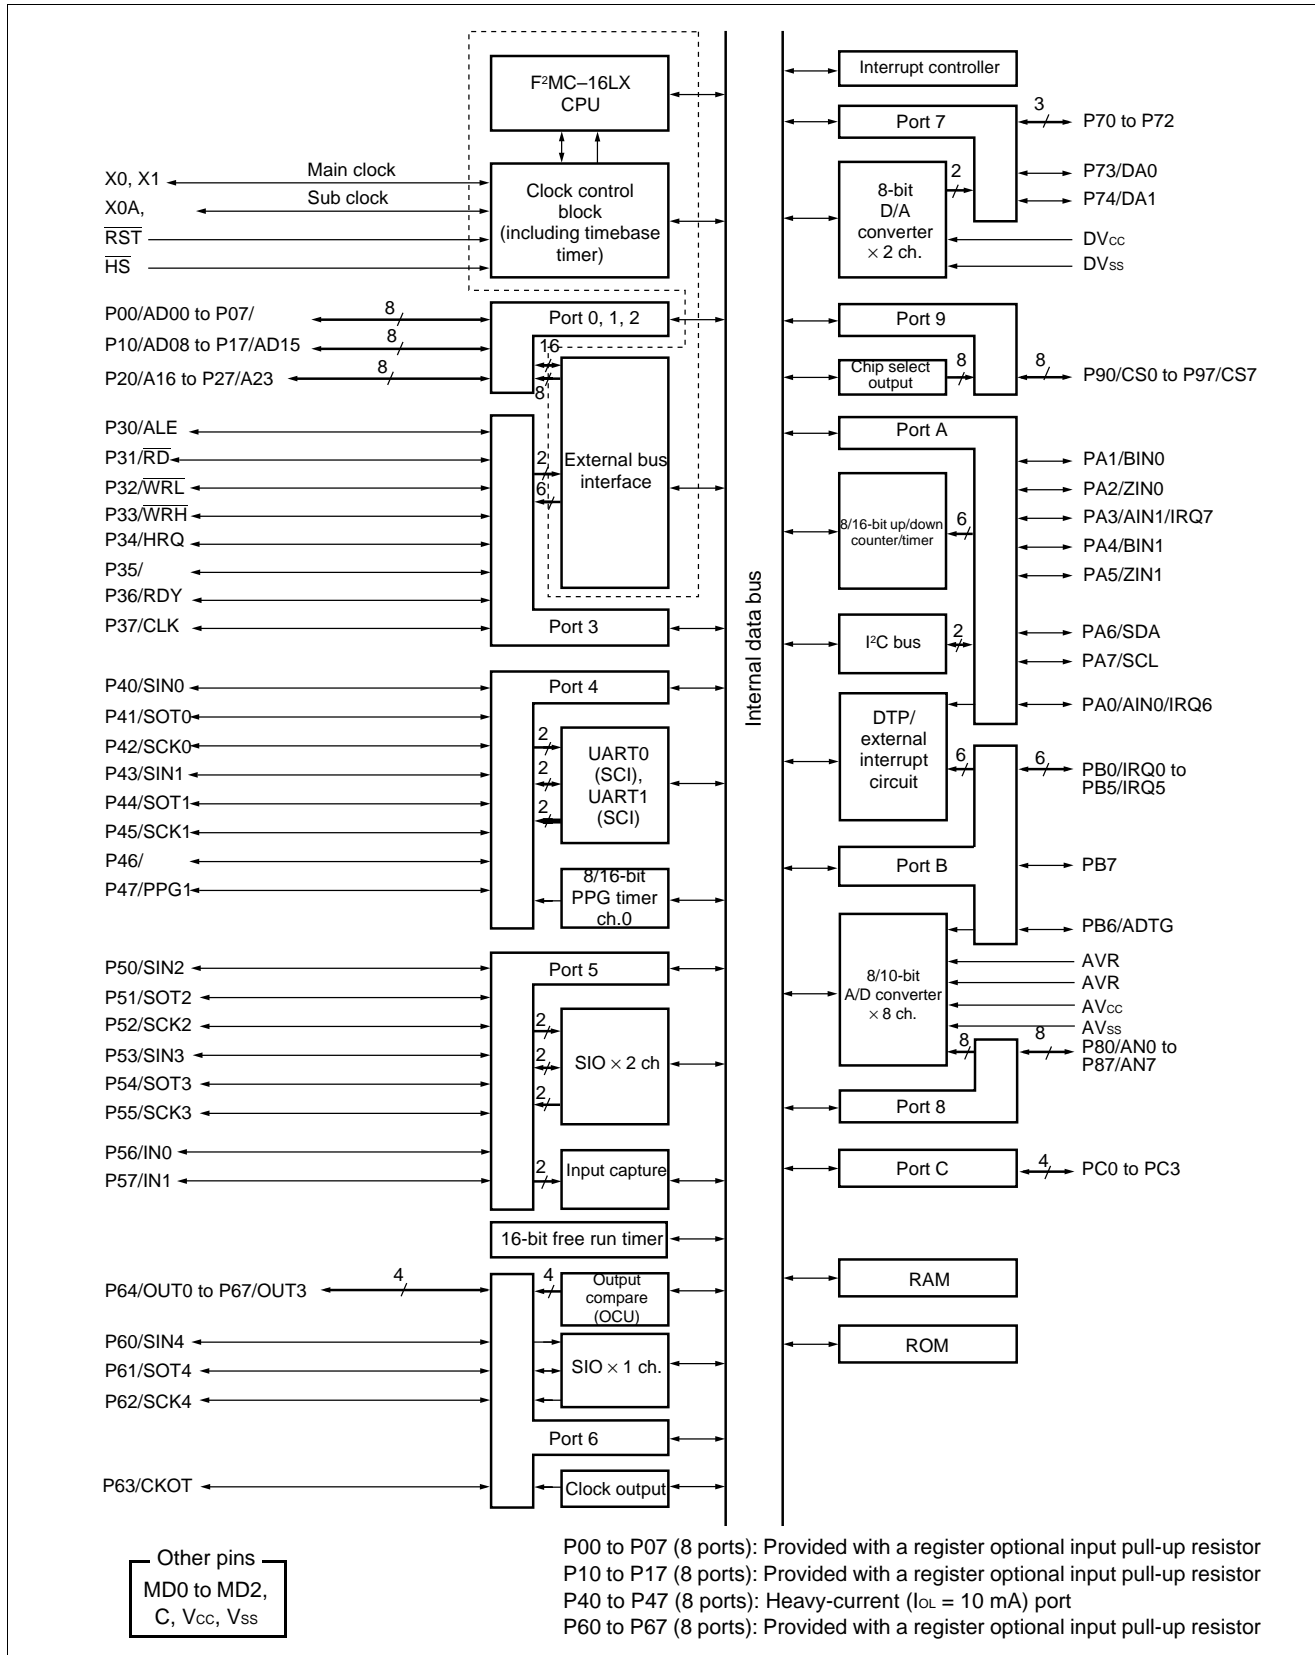 F²MC–16LX
CPU
Main clock
X0, X1
Sub clock
X0A,
RST
HS
Clock control
block
(including timebase
timer)
P00/AD00 to P07/
8
Port 0, 1, 2
P10/AD08 to P17/AD15
8
16
P20/A16 to P27/A23
8
8
P30/ALE
P31/RD
2
External bus
interface
P32/WRL
6
P33/WRH
P34/HRQ
P35/
P36/RDY
P37/CLK
Port 3
P40/SIN0
Port 4
P41/SOT0
P42/SCK0
2
UART0
(SCI),
UART1
(SCI)
P43/SIN1
2
P44/SOT1
2
P45/SCK1
P46/
P47/PPG1
8/16-bit
PPG timer
ch.0
P50/SIN2
Port 5
P51/SOT2
P52/SCK2
2
P53/SIN3
2
SIO × 2 ch
P54/SOT3
2
P55/SCK3
P56/IN0
P57/IN1
2
Input capture
16-bit free run timer
P64/OUT0 to P67/OUT3
4
4
Output
compare
(OCU)
P60/SIN4
P61/SOT4
SIO × 1 ch.
P62/SCK4
Port 6
P63/CKOT
Clock output
Internal data bus
Interrupt controller
Port 7
3
P70 to P72
8-bit
D/A
converter
× 2 ch.
2
P73/DA0
P74/DA1
DVCC
DVSS
Port 9
Chip select
output
8
8
P90/CS0 to P97/CS7
Port A
PA1/BIN0
PA2/ZIN0
8/16-bit up/down
counter/timer
6
PA3/AIN1/IRQ7
PA4/BIN1
PA5/ZIN1
I²C bus
2
PA6/SDA
PA7/SCL
PA0/AIN0/IRQ6
DTP/
external
interrupt
circuit
6
6
PB0/IRQ0 to
PB5/IRQ5
Port B
PB7
PB6/ADTG
8/10-bit
A/D converter
× 8 ch.
AVR
AVR
AVCC
AVSS
8
8
P80/AN0 to
P87/AN7
Port 8
Port C
4
PC0 to PC3
RAM
ROM
Other pins
MD0 to MD2,
C, VCC, VSS
P00 to P07 (8 ports): Provided with a register optional input pull-up resistor
P10 to P17 (8 ports): Provided with a register optional input pull-up resistor
P40 to P47 (8 ports): Heavy-current (IOL = 10 mA) port
P60 to P67 (8 ports): Provided with a register optional input pull-up resistor